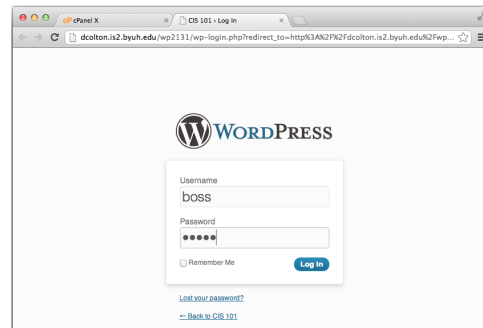 cPanel X
CIS 101 › Log In
dcolton.is2.byuh.edu/wp2131/wp-login.php?redirect_to=http%3A%2F%2Fdcolton.is2.byuh.edu%2Fwp...
WORDPRESS
Username
boss
Password
●●●●●
Remember Me
Log In
Lost your password?
← Back to CIS 101